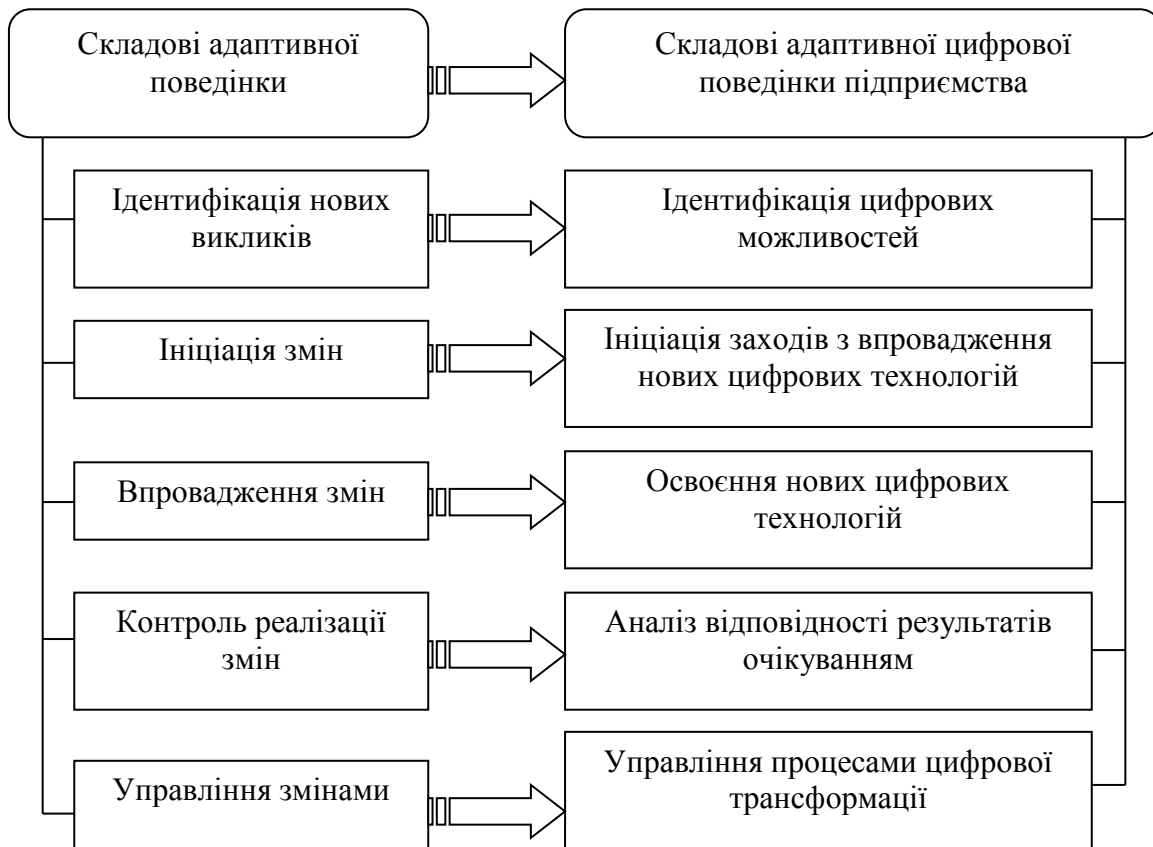 Складові адаптивної
поведінки
Складові адаптивної цифрової
поведінки підприємства
Ідентифікація нових
викликів
Ідентифікація цифрових
можливостей
Ініціація змін
Ініціація заходів з впровадження
нових цифрових технологій
Впровадження змін
Освоєння нових цифрових
технологій
Контроль реалізації
змін
Аналіз відповідності результатів
очікуванням
Управління змінами
Управління процесами цифрової
трансформації